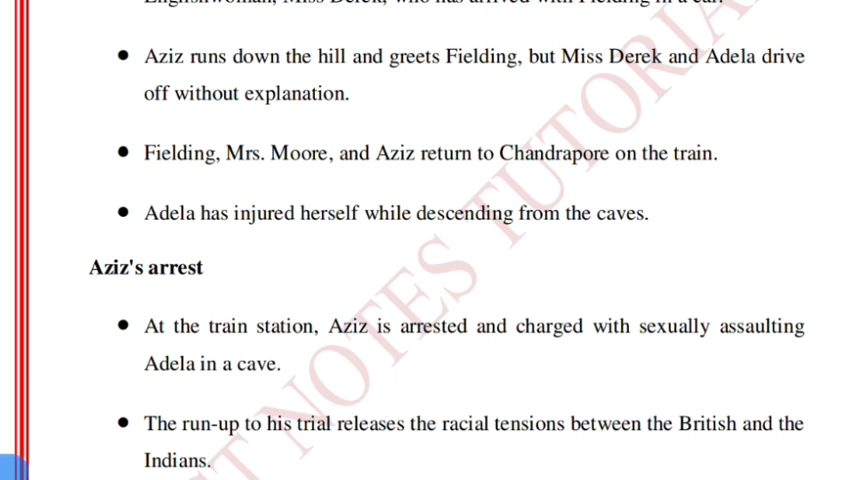 Aziz runs down the hill and greets Fielding, but Miss Derek and Adela drive
off without explanation.
Fielding, Mrs. Moore, and Aziz return to Chandrapore on the train.
Adela has injured herself while descending from the caves.
Aziz's arrest
At the train station, Aziz is arrested and charged with sexually assaulting
Adela in a cave.
The run-up to his trial releases the racial tensions between the British and the
Indians.
NOTES TUTORIA